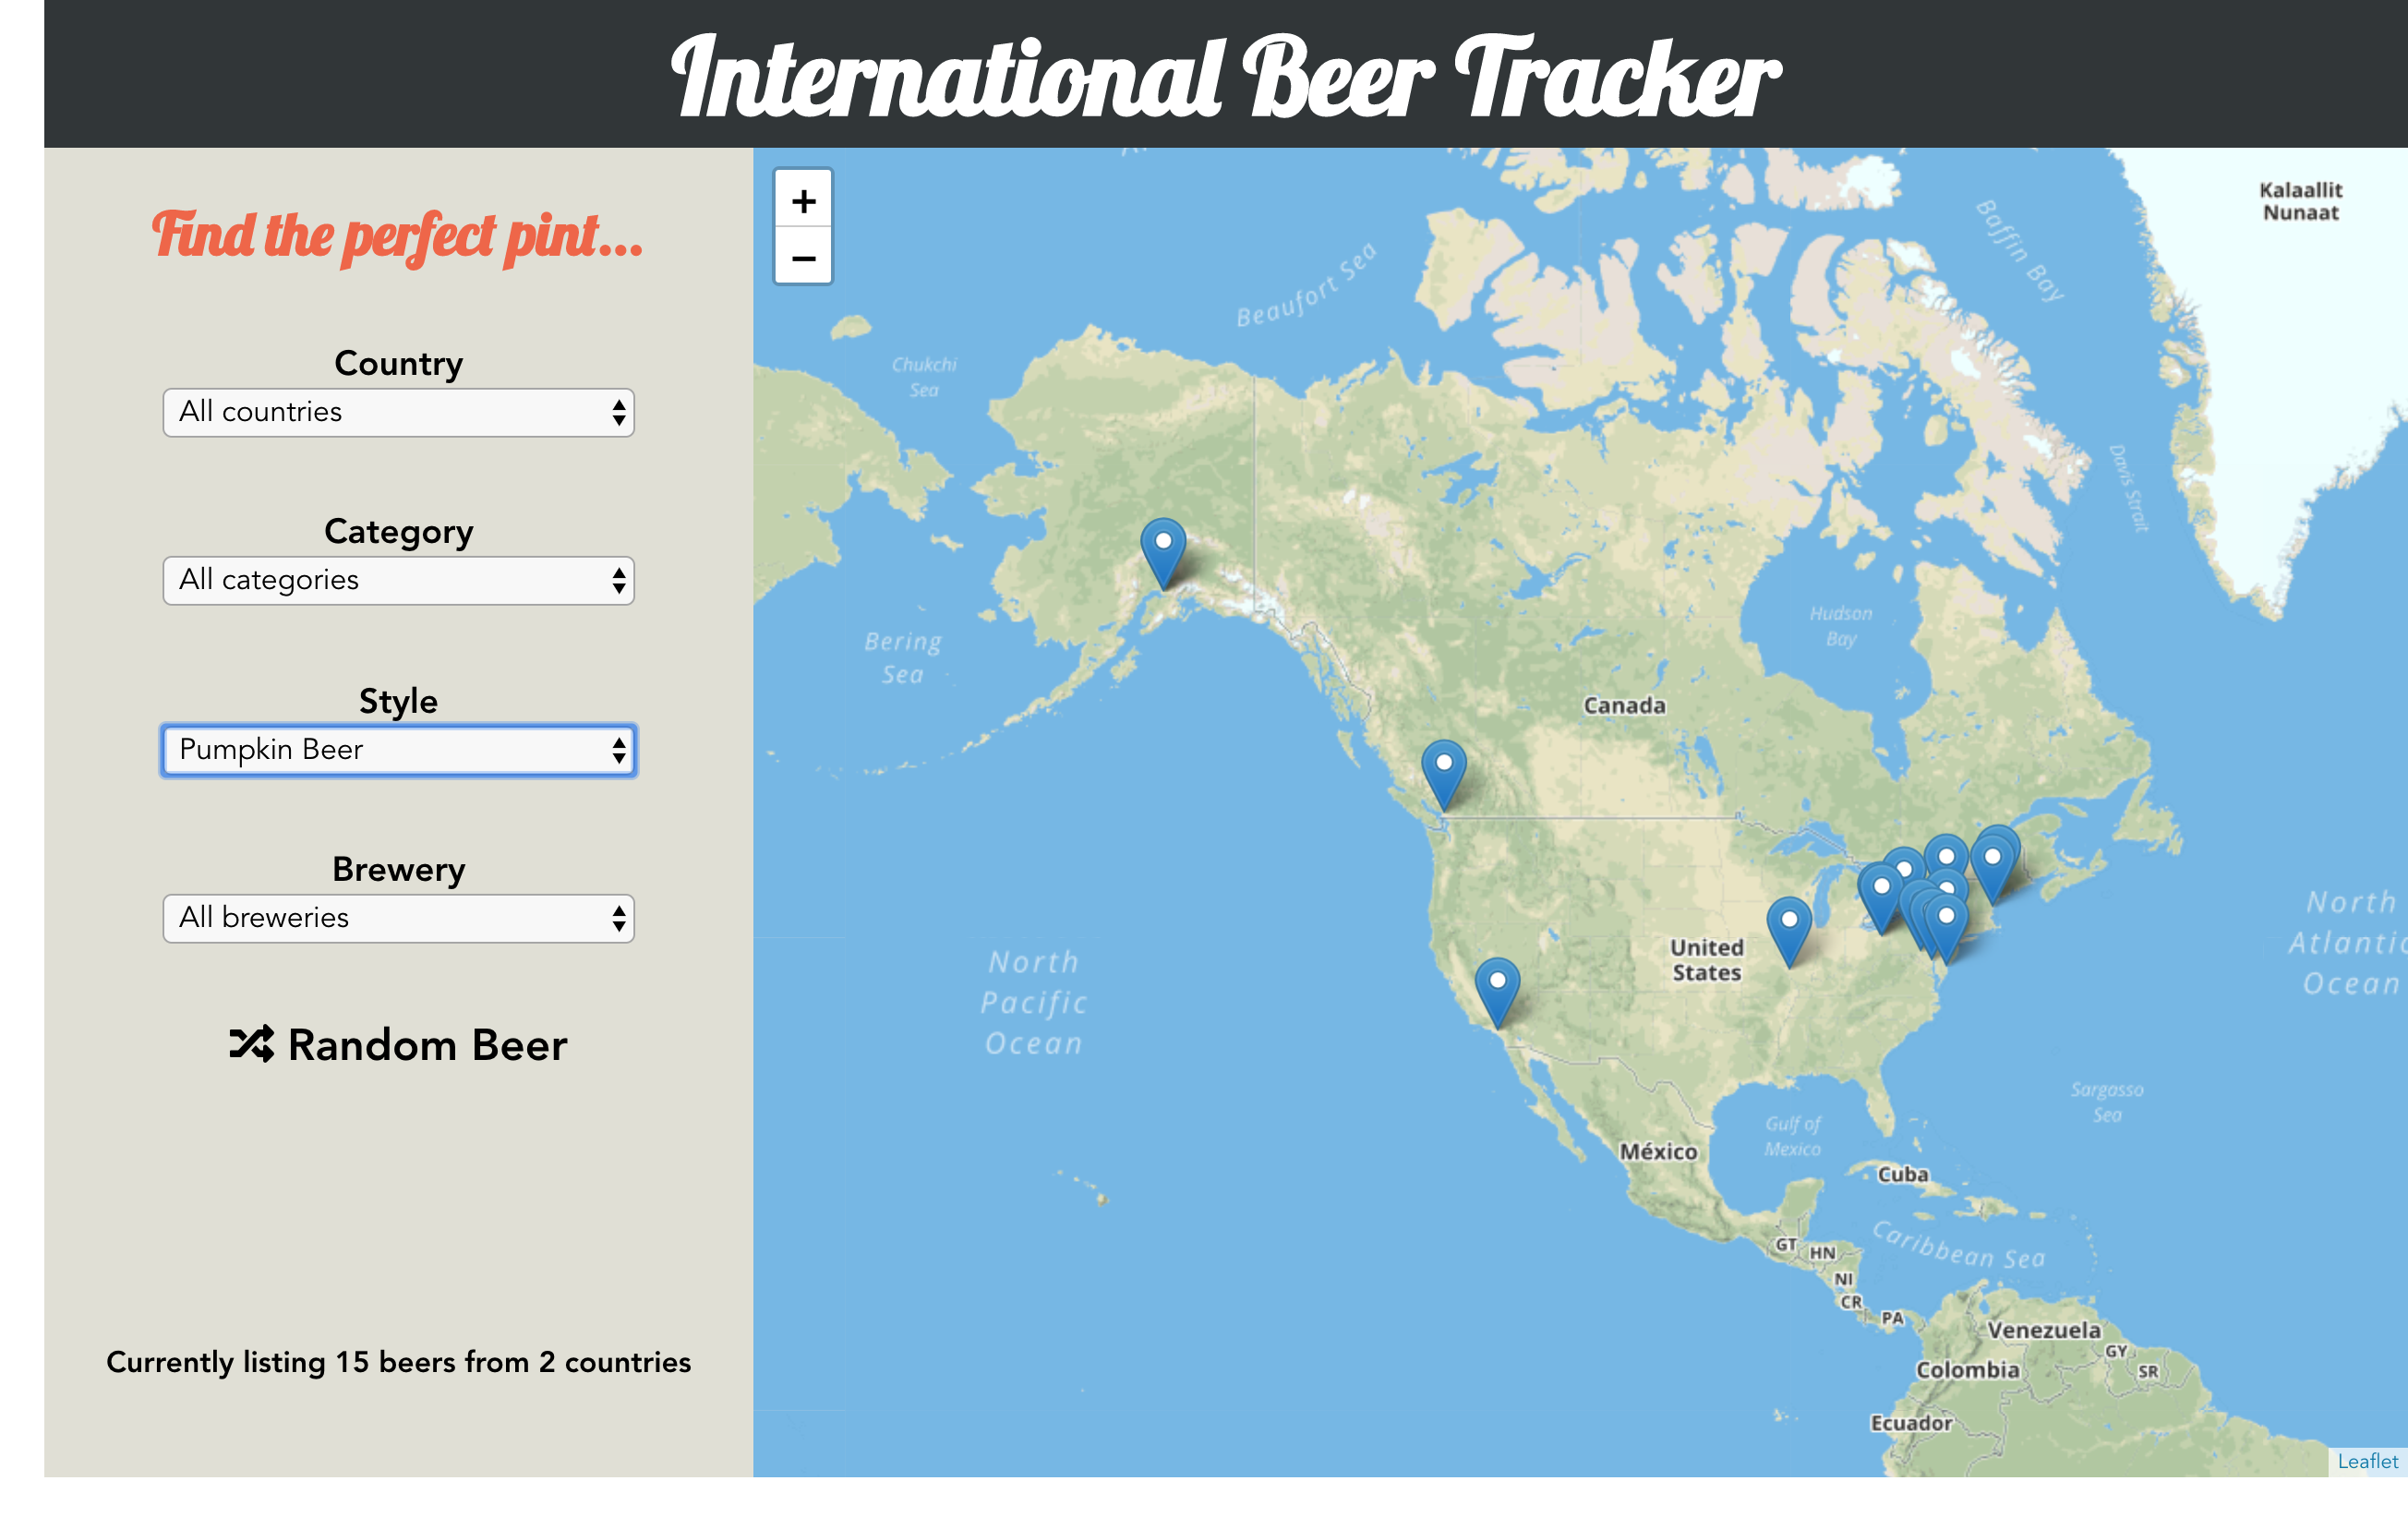 International Beer Tracker
Find the perfect pint...
Country
All countries
Category
All categories
Style
Pumpkin Beer
Brewery
All breweries
Random Beer
Currently listing 15 beers from 2 countries
+
−
Kalaallit
Nunaat
Baffin Bay
Beaufort Sea
Chukchi
Sea
Davis Strait
Hudson
Bay
Bering
Sea
Canada
North
Atlantic
Ocean
United
States
North
Pacific
Ocean
Sargasso
Sea
Gulf of
Mexico
México
Cuba
Caribbean Sea
GT
HN
NI
CR
PA
Venezuela
GY
SR
Colombia
Ecuador
Leaflet